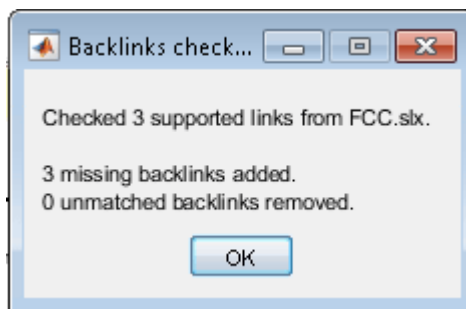 Backlinks check...
Checked 3 supported links from FCC.slx.
3 missing backlinks added.
0 unmatched backlinks removed.
OK